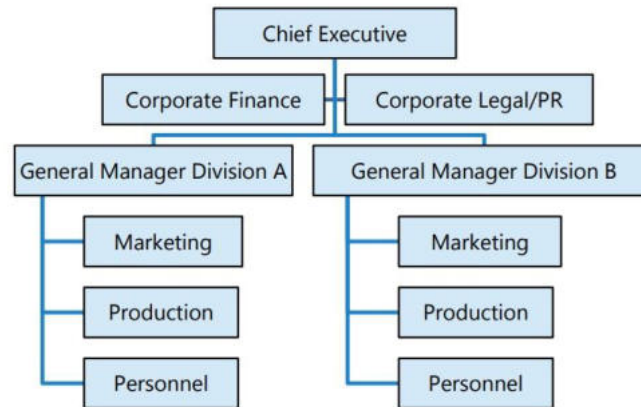 Chief Executive
Corporate Finance
Corporate Legal/PR
General Manager Division A
General Manager Division B
Marketing
Production
Personnel
Marketing
Production
Personnel